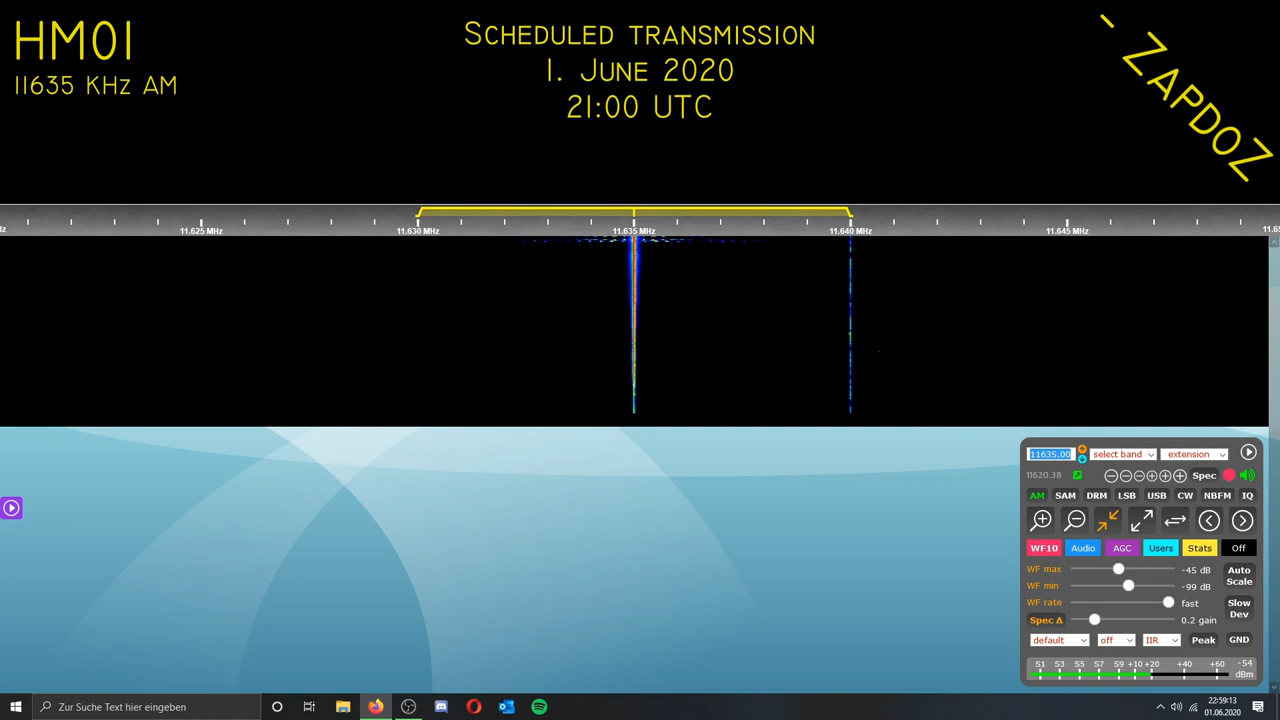 HM01
11635 KHz AM
Scheduled transmission
1. June 2020
21:00 UTC
- ZAPDOZ
11.625 MHz 11.630 MHz 11.635 MHz 11.640 MHz 11.645 MHz
11635.00 select band extension
11620.38 Spec
AM SAM DRM LSB USB CW NBFM IQ
WF10 Audio AGC Users Stats Off
WF max -45 dB Auto Scale
WF min -99 dB
WF rate fast Slow Dev
Spec Δ 0.2 gain
default off IIR Peak GND
S1 S3 S5 S7 S9 +10 +20 +40 +60 -54 dBm
Zur Suche Text hier eingeben
22:59:13
01.06.2020